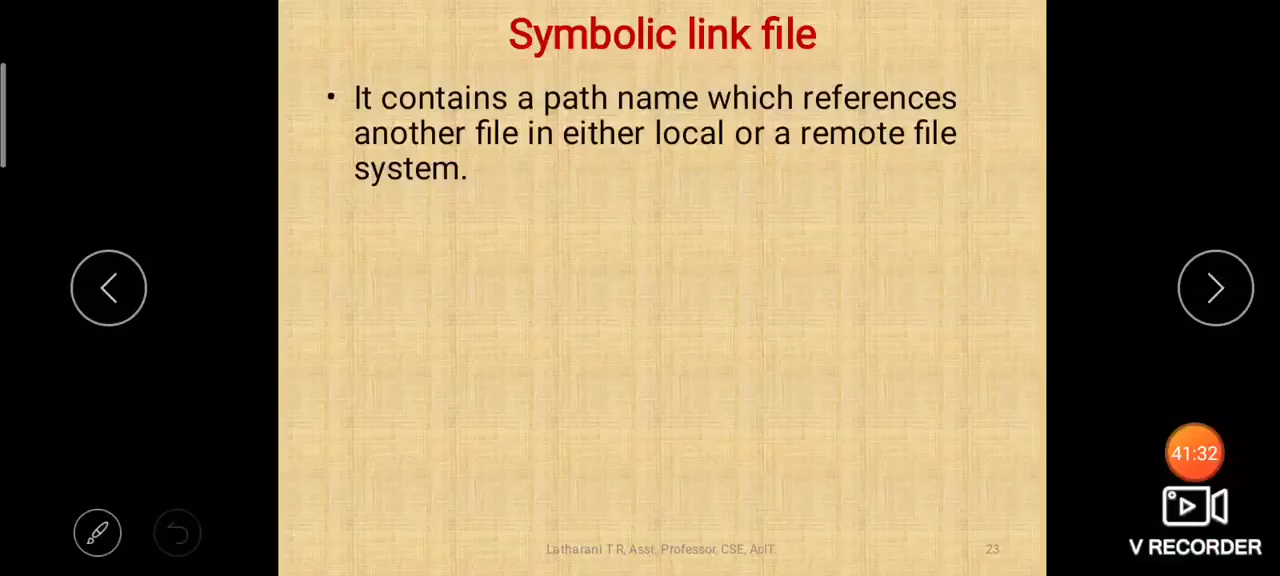 Symbolic link file
• It contains a path name which references
another file in either local or a remote file
system.
41:32
V RECORDER
Latharani T R, Asst. Professor, CSE, AcIT.
23